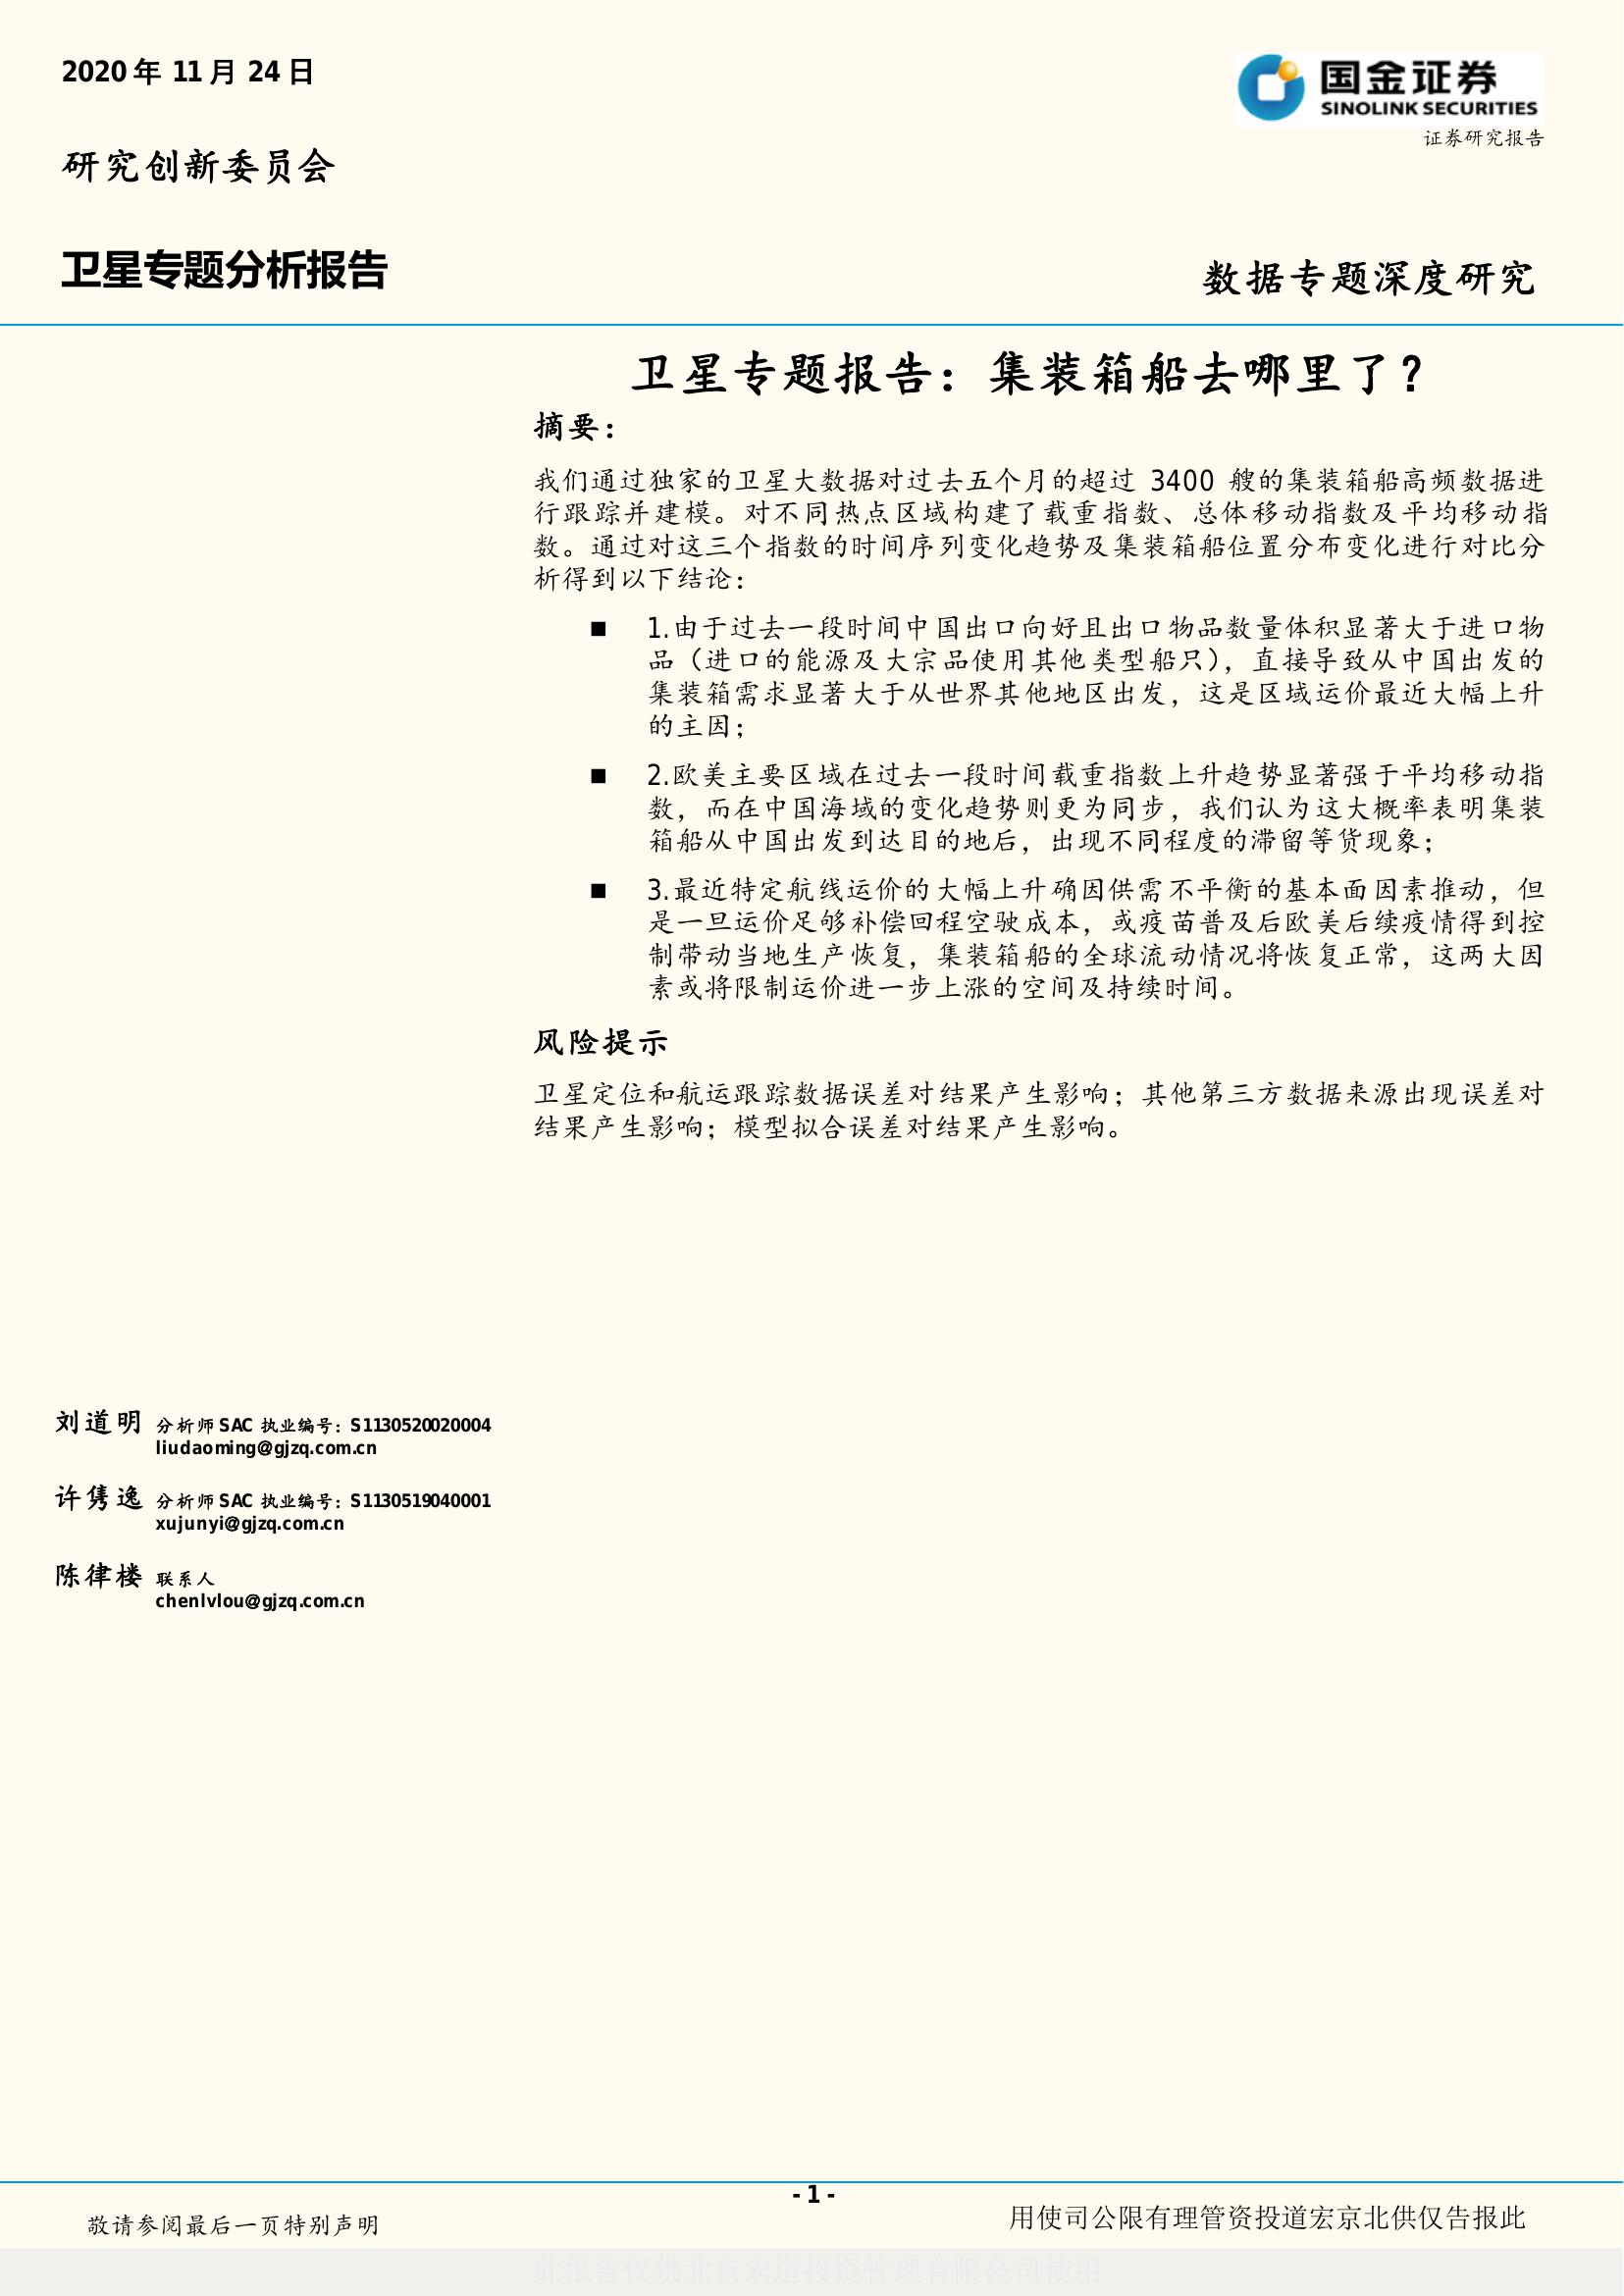 2020 年 11 月 24 日
国金证券
SINOLINK SECURITIES
证券研究报告
研究创新委员会
卫星专题分析报告
数据专题深度研究
卫星专题报告：集装箱船去哪里了？
摘要：
我们通过独家的卫星大数据对过去五个月的超过 3400 艘的集装箱船高频数据进
行跟踪并建模。对不同热点区域构建了载重指数、总体移动指数及平均移动指
数。通过对这三个指数的时间序列变化趋势及集装箱船位置分布变化进行对比分
析得到以下结论：
■ 1.由于过去一段时间中国出口向好且出口物品数量体积显著大于进口物
品（进口的能源及大宗品使用其他类型船只），直接导致从中国出发的
集装箱需求显著大于从世界其他地区出发，这是区域运价最近大幅上升
的主因；
■ 2.欧美主要区域在过去一段时间载重指数上升趋势显著强于平均移动指
数，而在中国海域的变化趋势则更为同步，我们认为这大概率表明集装
箱船从中国出发到达目的地后，出现不同程度的滞留等货现象；
■ 3.最近特定航线运价的大幅上升确因供需不平衡的基本面因素推动，但
是一旦运价足够补偿回程空驶成本，或疫苗普及后欧美后续疫情得到控
制带动当地生产恢复，集装箱船的全球流动情况将恢复正常，这两大因
素或将限制运价进一步上涨的空间及持续时间。
风险提示
卫星定位和航运跟踪数据误差对结果产生影响；其他第三方数据来源出现误差对
结果产生影响；模型拟合误差对结果产生影响。
刘道明 分析师 SAC 执业编号：S1130520020004
liudaoming@gjzq.com.cn
许隽逸 分析师 SAC 执业编号：S1130519040001
xujunyi@gjzq.com.cn
陈律楼 联系人
chenlvlou@gjzq.com.cn
- 1 -
敬请参阅最后一页特别声明
用使司公限有理管资投道宏京北供仅告报此
此报告仅供北京宏道投资管理有限公司使用